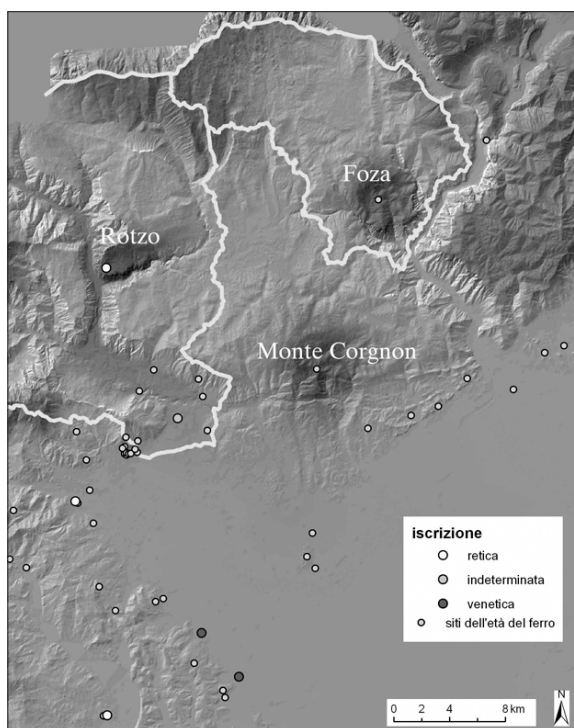 Foza
Rotzo
Monte Corgnon
iscrizione
retica
indeterminata
venetica
siti dell'età del ferro
0 2 4 8 km
N